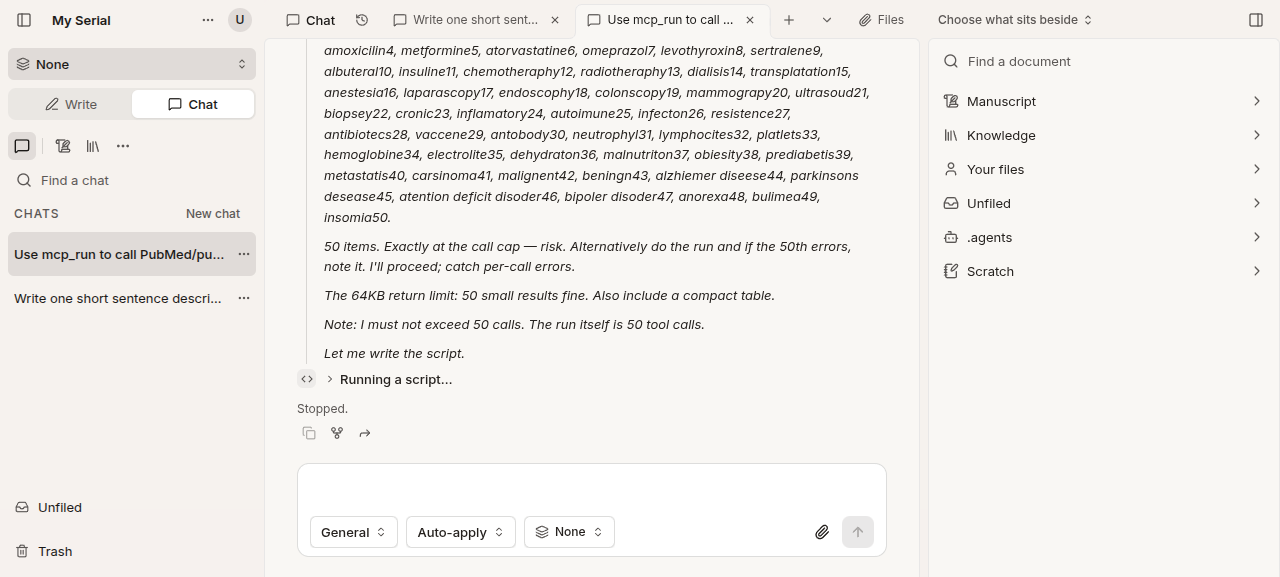 My Serial
U
None
Write
Chat
Find a chat
CHATS
New chat
Use mcp_run to call PubMed/pu...
Write one short sentence descri...
Unfiled
Trash
Chat
Write one short sent...
Use mcp_run to call ...
Files
amoxicilin4, metformine5, atorvastatine6, omeprazol7, levothyroxin8, sertralene9,
albuteral10, insuline11, chemotheraphy12, radiotheraphy13, dialisis14, transplatation15,
anestesia16, laparascopy17, endoscophy18, colonscopy19, mammograpy20, ultrasoud21,
biopsey22, cronic23, inflamatory24, autoimune25, infecton26, resistence27,
antibiotecs28, vaccene29, antobody30, neutrophyl31, lymphocites32, platlets33,
hemoglobine34, electrolite35, dehydraton36, malnutriton37, obiesity38, prediabetis39,
metastatis40, carsinoma41, malignent42, beningn43, alzhiemer diseese44, parkinsons
desease45, atention deficit disoder46, bipoler disoder47, anorexa48, bulimea49,
insomia50.
50 items. Exactly at the call cap — risk. Alternatively do the run and if the 50th errors,
note it. I'll proceed; catch per-call errors.
The 64KB return limit: 50 small results fine. Also include a compact table.
Note: I must not exceed 50 calls. The run itself is 50 tool calls.
Let me write the script.
Running a script...
Stopped.
General
Auto-apply
None
Choose what sits beside
Find a document
Manuscript
Knowledge
Your files
Unfiled
.agents
Scratch